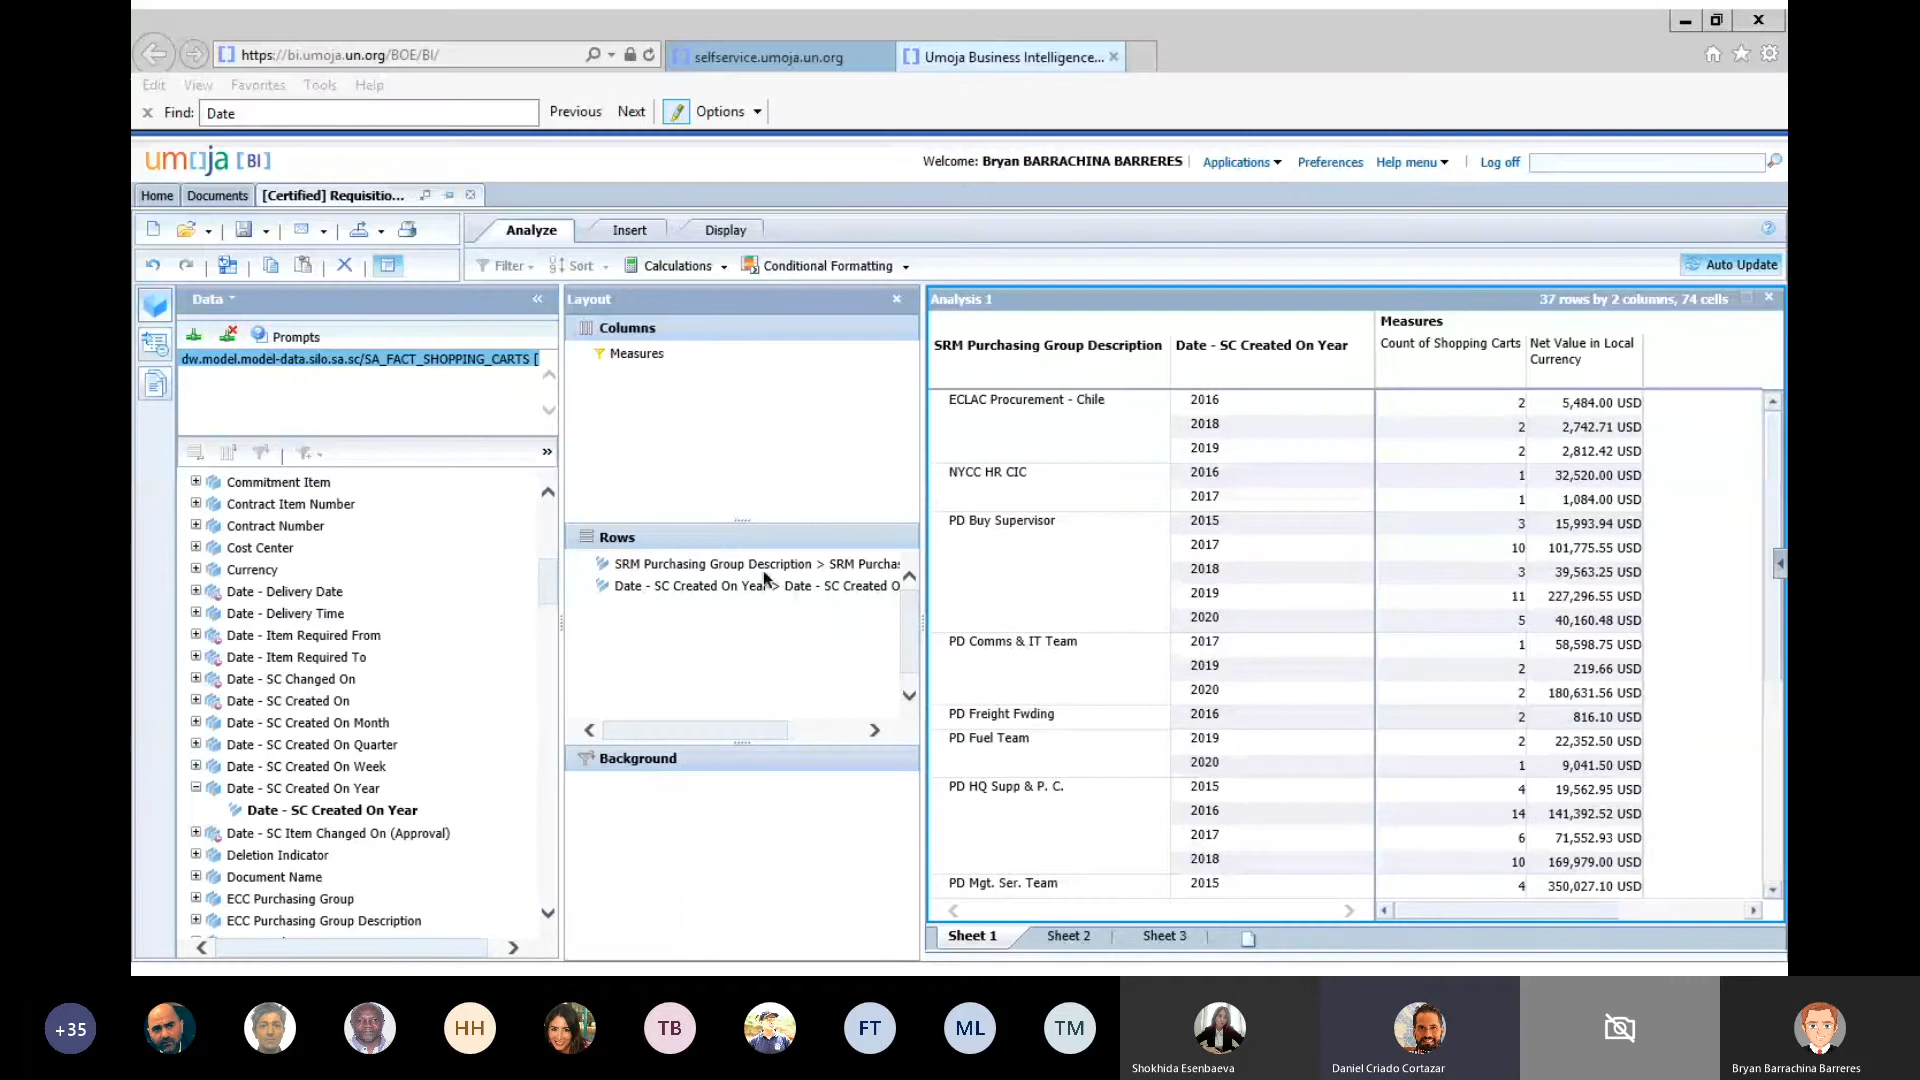 https://bi.umoja.un.org/BOE/BI/
selfservice.umoja.un.org
Umoja Business Intelligence...
Edit View Favorites Tools Help
Find: Date Previous Next Options
um[]ja [BI]
Welcome: Bryan BARRACHINA BARRERES Applications Preferences Help menu Log off
Home Documents [Certified] Requisitio...
Analyze Insert Display
Filter Sort Calculations Conditional Formatting Auto Update
Data
Prompts
dw.model.model-data.silo.sa.sc/SA_FACT_SHOPPING_CARTS [
Commitment Item
Contract Item Number
Contract Number
Cost Center
Currency
Date - Delivery Date
Date - Delivery Time
Date - Item Required From
Date - Item Required To
Date - SC Changed On
Date - SC Created On
Date - SC Created On Month
Date - SC Created On Quarter
Date - SC Created On Week
Date - SC Created On Year
Date - SC Created On Year
Date - SC Item Changed On (Approval)
Deletion Indicator
Document Name
ECC Purchasing Group
ECC Purchasing Group Description
Layout
Columns
Measures
Rows
SRM Purchasing Group Description > SRM Purchas
Date - SC Created On Year > Date - SC Created O
Background
Analysis 1 37 rows by 2 columns, 74 cells
Measures
SRM Purchasing Group Description Date - SC Created On Year Count of Shopping Carts Net Value in Local Currency
ECLAC Procurement - Chile 2016 2 5,484.00 USD
2018 2 2,742.71 USD
2019 2 2,812.42 USD
NYCC HR CIC 2016 1 32,520.00 USD
2017 1 1,084.00 USD
PD Buy Supervisor 2015 3 15,993.94 USD
2017 10 101,775.55 USD
2018 3 39,563.25 USD
2019 11 227,296.55 USD
2020 5 40,160.48 USD
PD Comms & IT Team 2017 1 58,598.75 USD
2019 2 219.66 USD
2020 2 180,631.56 USD
PD Freight Fwding 2016 2 816.10 USD
PD Fuel Team 2019 2 22,352.50 USD
2020 1 9,041.50 USD
PD HQ Supp & P. C. 2015 4 19,562.95 USD
2016 14 141,392.52 USD
2017 6 71,552.93 USD
2018 10 169,979.00 USD
PD Mgt. Ser. Team 2015 4 350,027.10 USD
Sheet 1 Sheet 2 Sheet 3
+35 HH TB FT ML TM
Shokhida Esenbaeva Daniel Criado Cortazar Bryan Barrachina Barreres